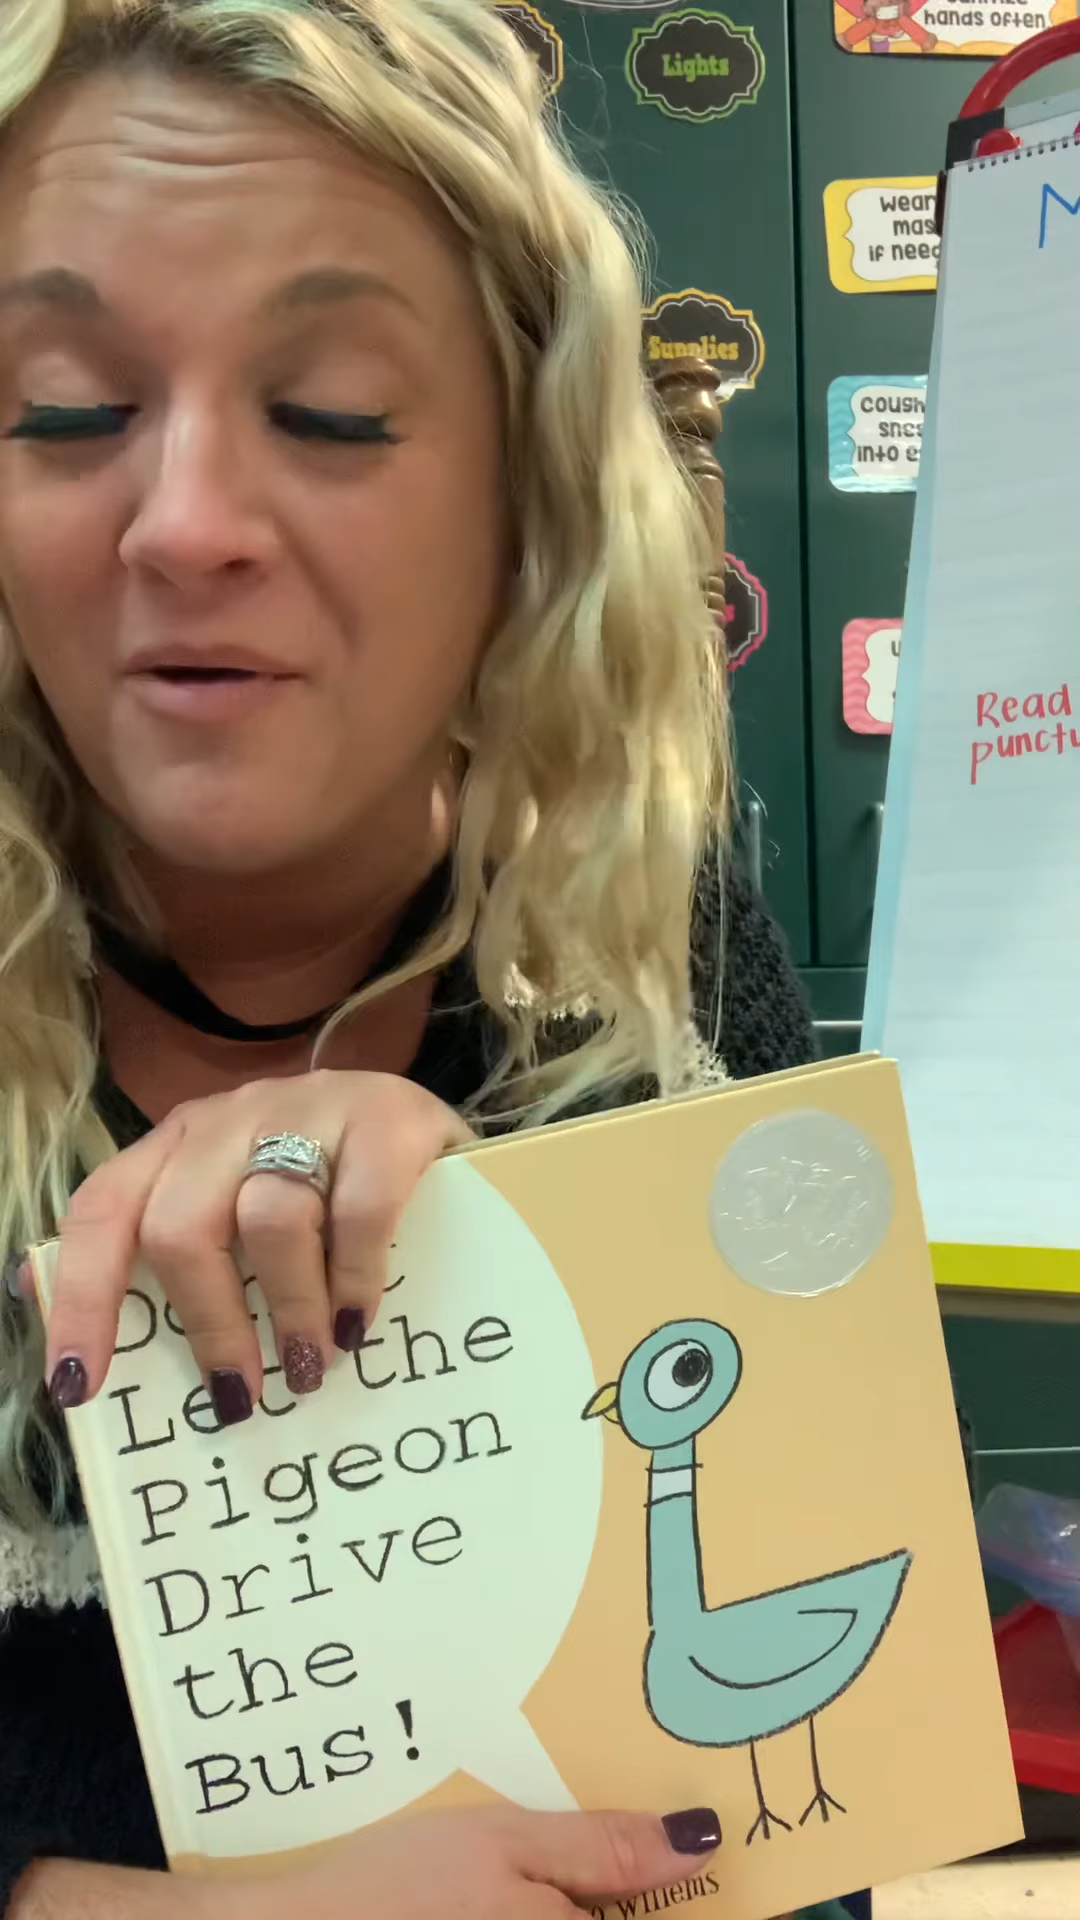 hands often
Lights
wear
mas
if need
Supplies
cough
into e
M
Read
punctu
Let the
Pigeon
Drive
the
Bus!
Willems